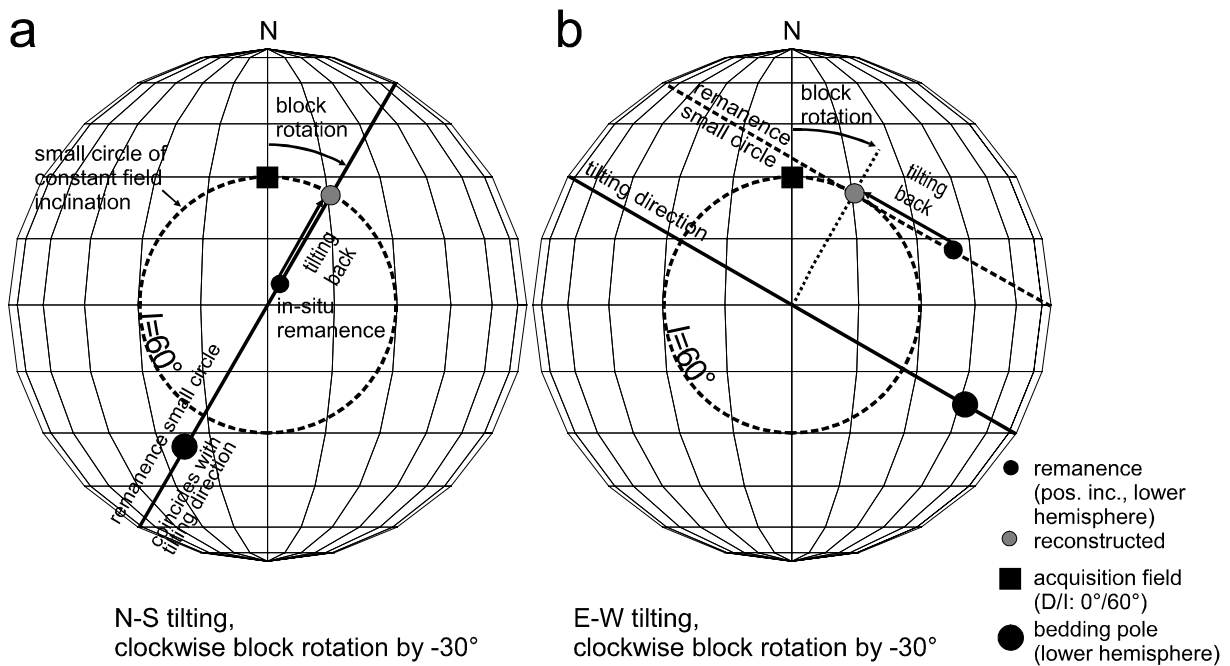 a
N
block
rotation
small circle of
constant field
inclination
tilting
back
in-situ
remanence
I=60°
remanence small circle
coincides with
tilting direction
N-S tilting,
clockwise block rotation by -30°
b
N
remanence
small circle
block
rotation
tilting
back
tilting direction
I=60°
E-W tilting,
clockwise block rotation by -30°
remanence
(pos. inc., lower
hemisphere)
reconstructed
acquisition field
(D/I: 0°/60°)
bedding pole
(lower hemisphere)